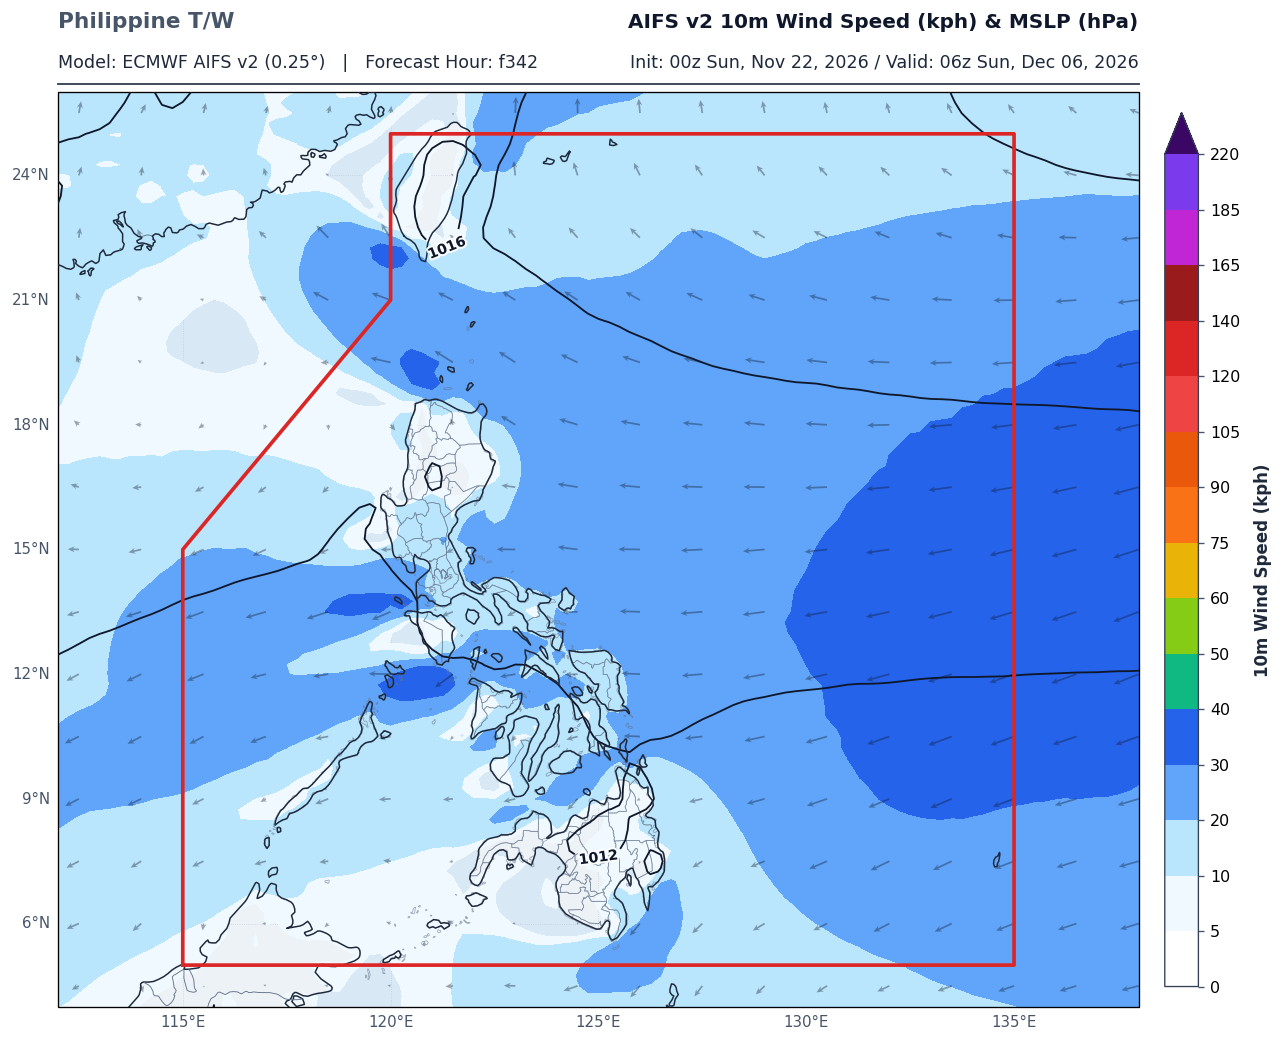 Philippine T/W
AIFS v2 10m Wind Speed (kph) & MSLP (hPa)
Model: ECMWF AIFS v2 (0.25°) | Forecast Hour: f342
Init: 00z Sun, Nov 22, 2026 / Valid: 06z Sun, Dec 06, 2026
24°N
21°N
18°N
15°N
12°N
9°N
6°N
115°E
120°E
125°E
130°E
135°E
1016
1012
220
185
165
140
120
105
90
75
60
50
40
30
20
10
5
0
10m Wind Speed (kph)